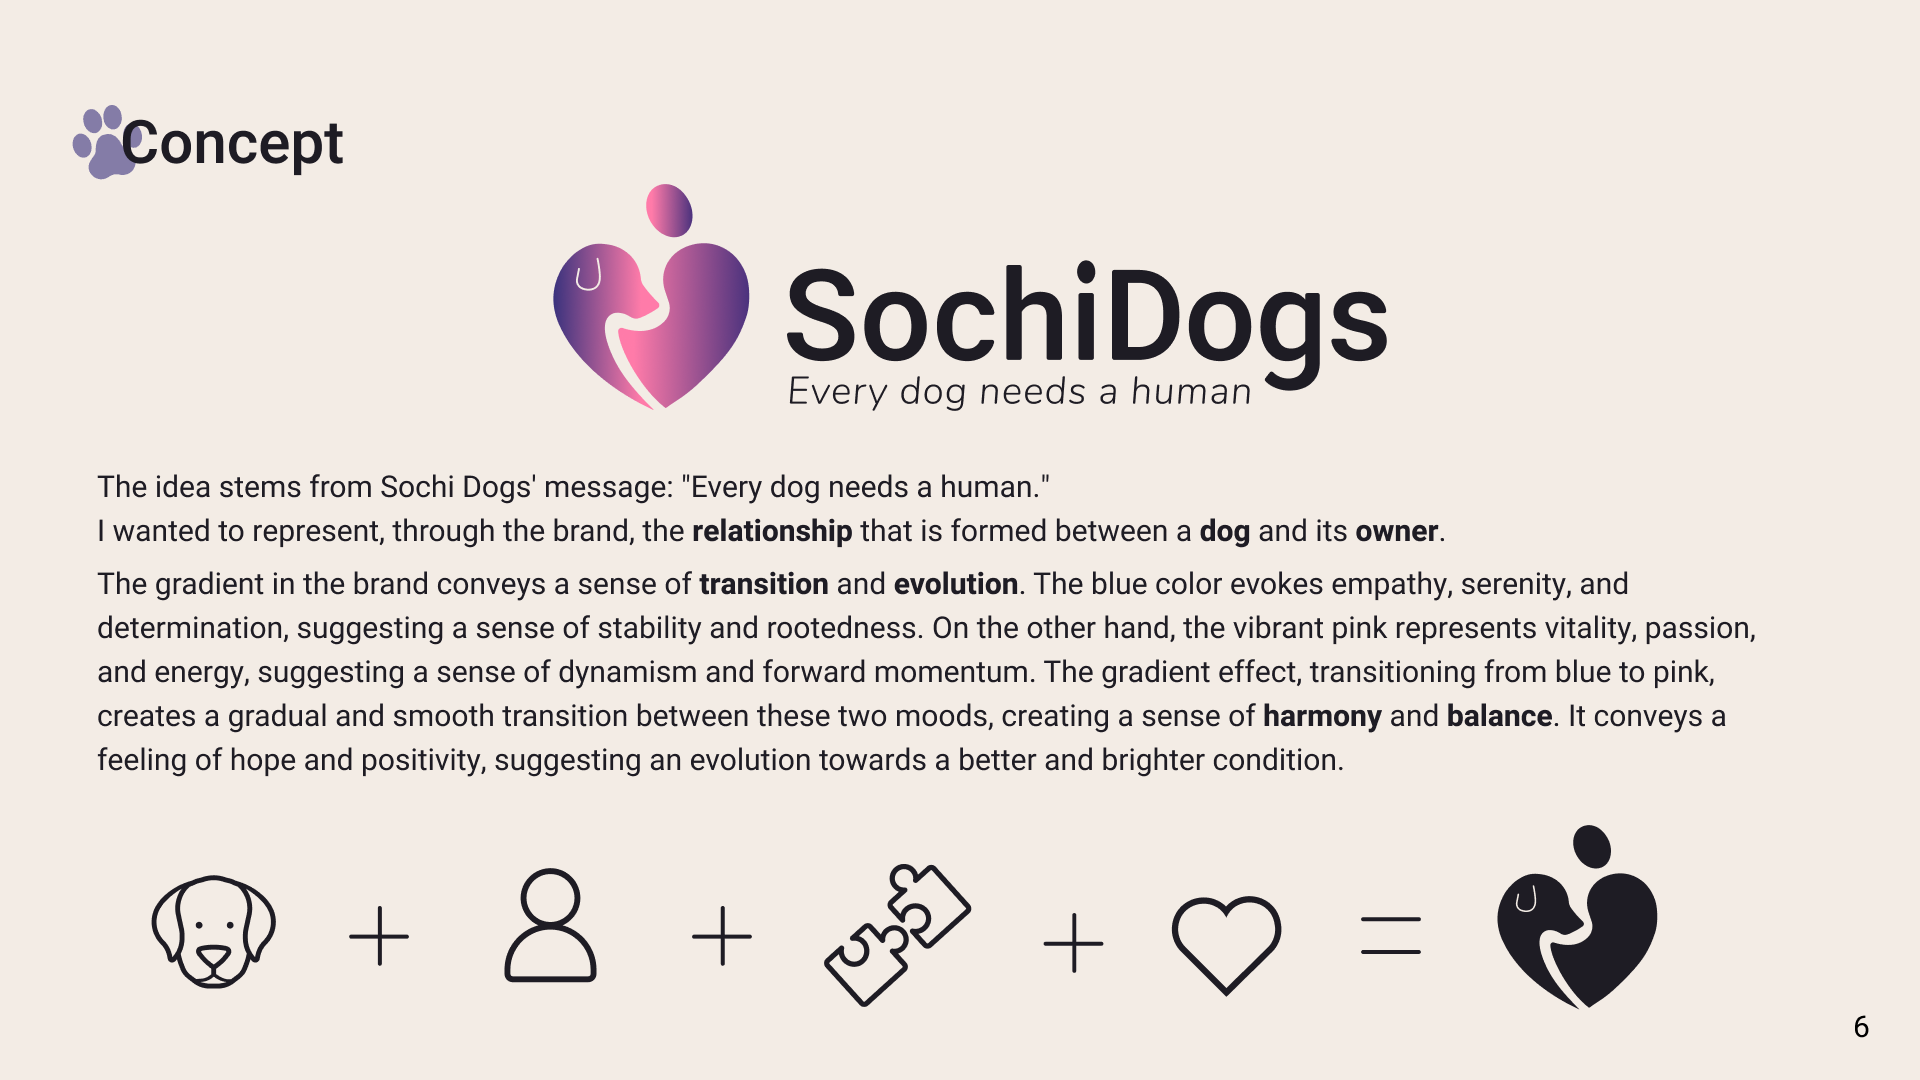 Concept
SochiDogs
Every dog needs a human
The idea stems from Sochi Dogs' message: "Every dog needs a human."
I wanted to represent, through the brand, the relationship that is formed between a dog and its owner.
The gradient in the brand conveys a sense of transition and evolution. The blue color evokes empathy, serenity, and
determination, suggesting a sense of stability and rootedness. On the other hand, the vibrant pink represents vitality, passion,
and energy, suggesting a sense of dynamism and forward momentum. The gradient effect, transitioning from blue to pink,
creates a gradual and smooth transition between these two moods, creating a sense of harmony and balance. It conveys a
feeling of hope and positivity, suggesting an evolution towards a better and brighter condition.
6